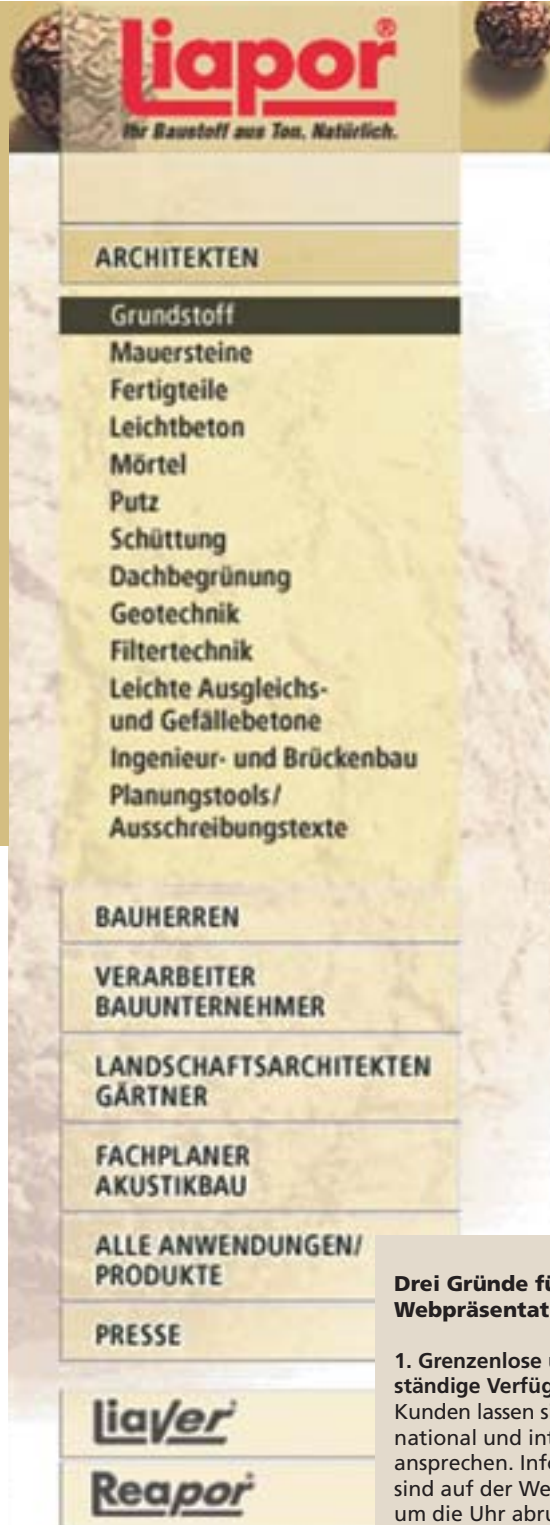 Liapor®
Ihr Baustoff aus Ton. Natürlich.
ARCHITEKTEN
Grundstoff
Mauersteine
Fertigteile
Leichtbeton
Mörtel
Putz
Schüttung
Dachbegrünung
Geotechnik
Filtertechnik
Leichte Ausgleichs-
und Gefällebetone
Ingenieur- und Brückenbau
Planungstools/
Ausschreibungstexte
BAUHERREN
VERARBEITER
BAUUNTERNEHMER
LANDSCHAFTSARCHITEKTEN
GÄRTNER
FACHPLANER
AKUSTIKBAU
ALLE ANWENDUNGEN/
PRODUKTE
PRESSE
Liaver
Reapor
Drei Gründe
Webpräsentat
1. Grenzenlose
ständige Verfüg
Kunden lassen s
national und int
ansprechen. Info
sind auf der We
um die Uhr abru